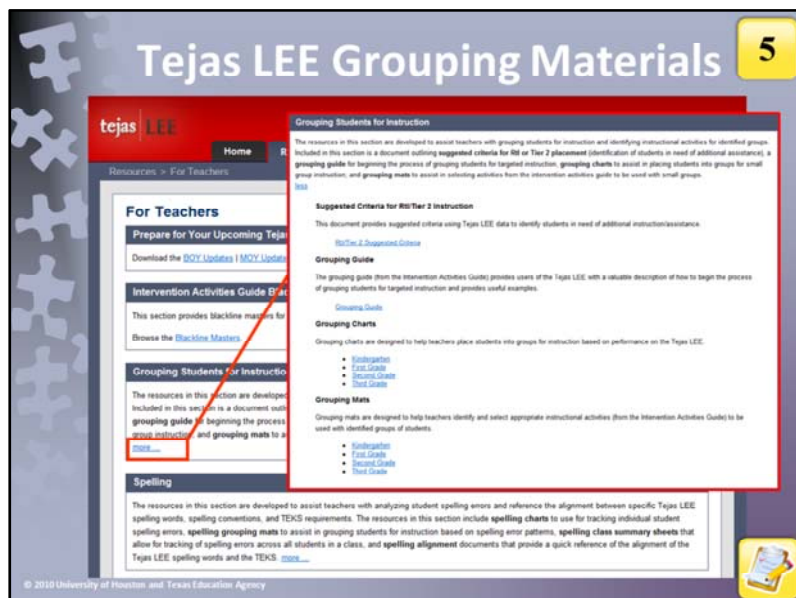 Tejas LEE Grouping Materials
5
tejas LEE
Home
R
Resources > For Teachers
For Teachers
Prepare for Your Upcoming Teja
Download the BOY Updates | MOY Update
Intervention Activities Guide Bla
This section provides blackline masters for
Browse the Blackline Masters.
Grouping Students for Instructio
The resources in this section are develope
Included in this section is a document outli
grouping guide for beginning the process
group instruction, and grouping mats to a
more ...
Spelling
The resources in this section are developed to assist teachers with analyzing student spelling errors and reference the alignment between specific Tejas LEE
spelling words, spelling conventions, and TEKS requirements. The resources in this section include spelling charts to use for tracking individual student
spelling errors, spelling grouping mats to assist in grouping students for instruction based on spelling error patterns, spelling class summary sheets that
allow for tracking of spelling errors across all students in a class, and spelling alignment documents that provide a quick reference of the alignment of the
Tejas LEE spelling words and the TEKS. more ...
Grouping Students for Instruction
The resources in this section are developed to assist teachers with grouping students for instruction and identifying instructional activities for identified groups.
Included in this section is a document outlining suggested criteria for RtI or Tier 2 placement (identification of students in need of additional assistance), a
grouping guide for beginning the process of grouping students for targeted instruction, grouping charts to assist in placing students into groups for small
group instruction, and grouping mats to assist in selecting activities from the intervention activities guide to be used with small groups.
less
Suggested Criteria for RtI/Tier 2 Instruction
This document provides suggested criteria using Tejas LEE data to identify students in need of additional instruction/assistance.
RtI/Tier 2 Suggested Criteria
Grouping Guide
The grouping guide (from the Intervention Activities Guide) provides users of the Tejas LEE with a valuable description of how to begin the process
of grouping students for targeted instruction and provides useful examples.
Grouping Guide
Grouping Charts
Grouping charts are designed to help teachers place students into groups for instruction based on performance on the Tejas LEE.
Kindergarten
First Grade
Second Grade
Third Grade
Grouping Mats
Grouping mats are designed to help teachers identify and select appropriate instructional activities (from the Intervention Activities Guide) to be
used with identified groups of students.
Kindergarten
First Grade
Second Grade
Third Grade
© 2010 University of Houston and Texas Education Agency